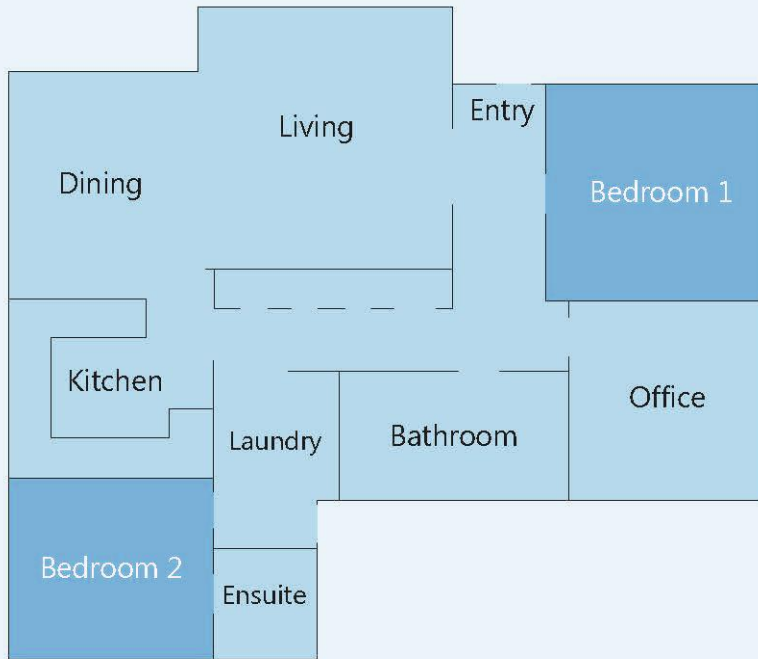 Entry
Living
Dining
Bedroom 1
Kitchen
Office
Laundry
Bathroom
Bedroom 2
Ensuite